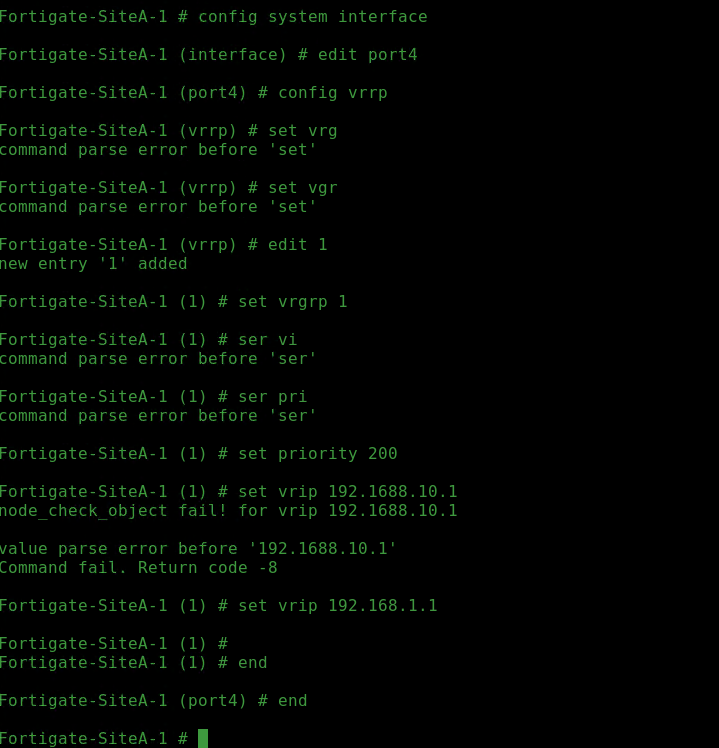 Fortigate-SiteA-1 # config system interface
Fortigate-SiteA-1 (interface) # edit port4
Fortigate-SiteA-1 (port4) # config vrrp
Fortigate-SiteA-1 (vrrp) # set vrg
command parse error before 'set'
Fortigate-SiteA-1 (vrrp) # set vgr
command parse error before 'set'
Fortigate-SiteA-1 (vrrp) # edit 1
new entry '1' added
Fortigate-SiteA-1 (1) # set vrgrp 1
Fortigate-SiteA-1 (1) # ser vi
command parse error before 'ser'
Fortigate-SiteA-1 (1) # ser pri
command parse error before 'ser'
Fortigate-SiteA-1 (1) # set priority 200
Fortigate-SiteA-1 (1) # set vrip 192.1688.10.1
node_check_object fail! for vrip 192.1688.10.1
value parse error before '192.1688.10.1'
Command fail. Return code -8
Fortigate-SiteA-1 (1) # set vrip 192.168.1.1
Fortigate-SiteA-1 (1) #
Fortigate-SiteA-1 (1) # end
Fortigate-SiteA-1 (port4) # end
Fortigate-SiteA-1 #